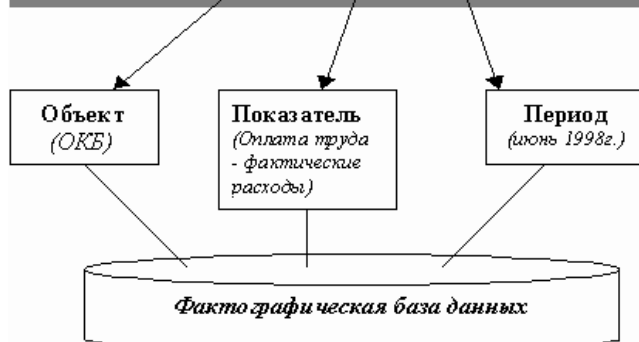 Объект
(ОКБ)
Показатель
(Оплата труда
- фактические
расходы)
Период
(июнь 1998г.)
Фактографическая база данных